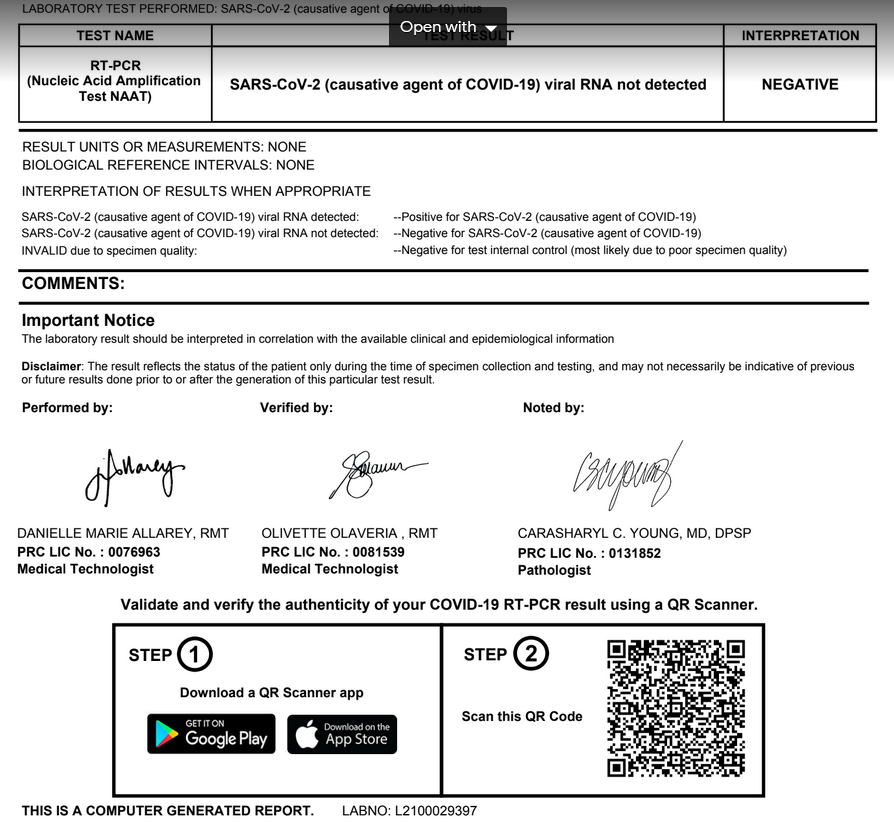 LABORATORY TEST PERFORMED: SARS-CoV-2 (causative agent of COVID-19) virus
Open with
TEST NAME TEST RESULT INTERPRETATION
RT-PCR
(Nucleic Acid Amplification
Test NAAT)
SARS-CoV-2 (causative agent of COVID-19) viral RNA not detected
NEGATIVE
RESULT UNITS OR MEASUREMENTS: NONE
BIOLOGICAL REFERENCE INTERVALS: NONE
INTERPRETATION OF RESULTS WHEN APPROPRIATE
SARS-CoV-2 (causative agent of COVID-19) viral RNA detected: --Positive for SARS-CoV-2 (causative agent of COVID-19)
SARS-CoV-2 (causative agent of COVID-19) viral RNA not detected: --Negative for SARS-CoV-2 (causative agent of COVID-19)
INVALID due to specimen quality: --Negative for test internal control (most likely due to poor specimen quality)
COMMENTS:
Important Notice
The laboratory result should be interpreted in correlation with the available clinical and epidemiological information
Disclaimer: The result reflects the status of the patient only during the time of specimen collection and testing, and may not necessarily be indicative of previous
or future results done prior to or after the generation of this particular test result.
Performed by: Verified by: Noted by:
DANIELLE MARIE ALLAREY, RMT OLIVETTE OLAVERIA , RMT CARASHARYL C. YOUNG, MD, DPSP
PRC LIC No. : 0076963 PRC LIC No. : 0081539 PRC LIC No. : 0131852
Medical Technologist Medical Technologist Pathologist
Validate and verify the authenticity of your COVID-19 RT-PCR result using a QR Scanner.
STEP 1
Download a QR Scanner app
GET IT ON
Google Play
Download on the
App Store
STEP 2
Scan this QR Code
THIS IS A COMPUTER GENERATED REPORT. LABNO: L2100029397